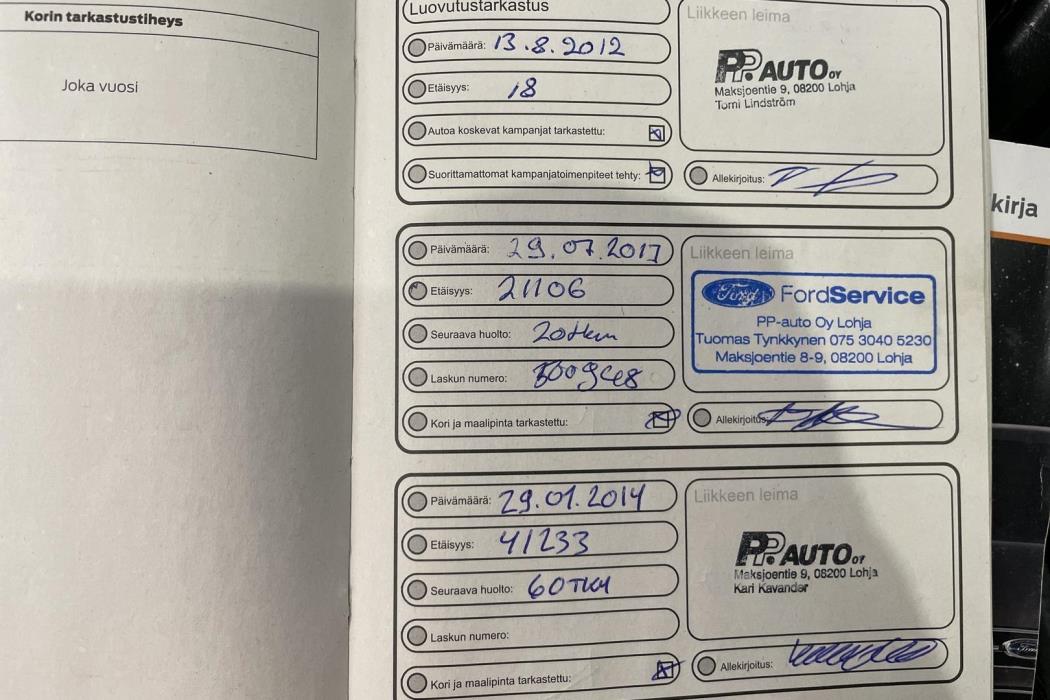 Korin tarkastustiheys
Joka vuosi
Luovutustarkastus
Päivämäärä: 13.8.2012
Etäisyys: 18
Autoa koskevat kampanjat tarkastettu:
Suorittamattomat kampanjatoimenpiteet tehty:
Liikkeen leima
PP.AUTO OY
Maksjoentie 9, 08200 Lohja
Tomi Lindström
Allekirjoitus:
Päivämäärä: 29.07.2013
Etäisyys: 21106
Seuraava huolto: 20tkm
Laskun numero:
Kori ja maalipinta tarkastettu:
Liikkeen leima
Ford FordService
PP-auto Oy Lohja
Tuomas Tynkkynen 075 3040 5230
Maksjoentie 8-9, 08200 Lohja
Allekirjoitus:
Päivämäärä: 29.01.2014
Etäisyys: 41233
Seuraava huolto: 60TKM
Laskun numero:
Kori ja maalipinta tarkastettu:
Liikkeen leima
PP.AUTO OY
Maksjoentie 9, 08200 Lohja
Kari Kavander
Allekirjoitus:
kirja
Ford